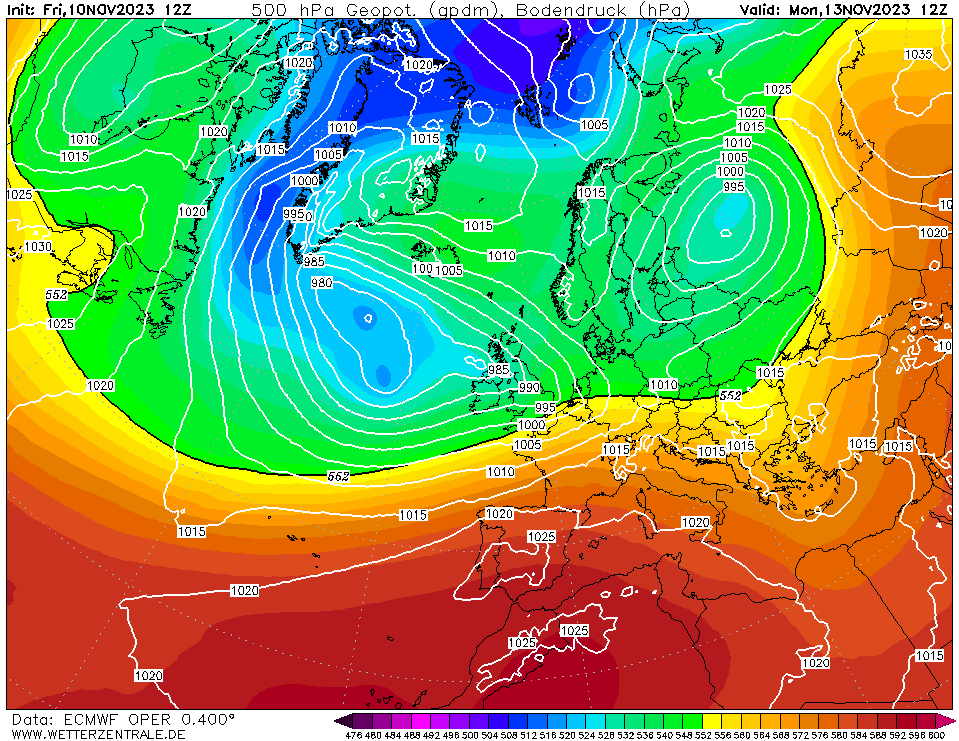 Init: Fri,10NOV2023 12Z 500 hPa Geopot. (gpdm), Bodendruck (hPa) Valid: Mon,13NOV2023 12Z
1035
1020 1020
1025
1020
1010 1020 1010 1015 1005 1015
1015 1015 1005 1010
1005
1000 1000
1025 1015 995
1020 995 10
1030 1015 1020
985 1010
1005
552 980
1025
10
985 1015
1020 990 1010
995 552
1000
1005 1015 1015 1015 1015 1015
552 1010
1015 1020 1020
1015 1025
1020
1025 1025
1020 1020 1015
Data: ECMWF OPER 0.400°
WWW.WETTERZENTRALE.DE
476 480 484 488 492 496 500 504 508 512 516 520 524 528 532 536 540 544 548 552 556 560 564 568 572 576 580 584 588 592 596 600